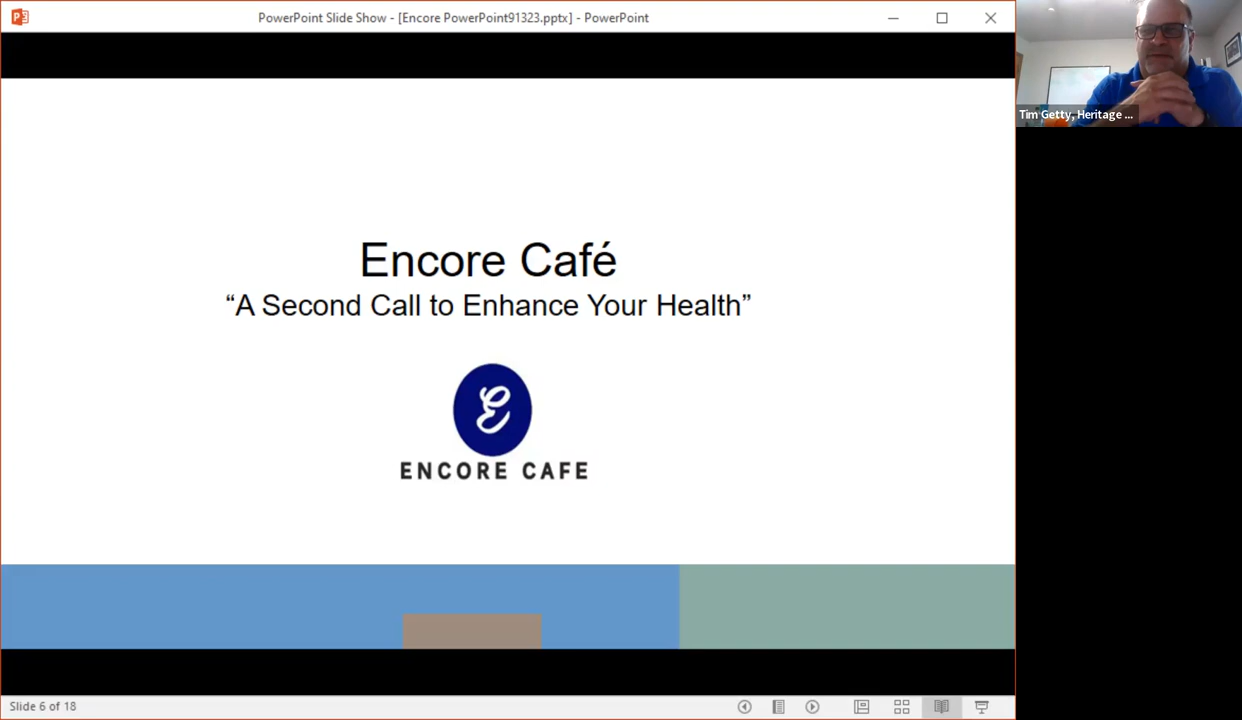 PowerPoint Slide Show - [Encore PowerPoint91323.pptx] - PowerPoint
Tim Getty, Heritage ...
Encore Café
“A Second Call to Enhance Your Health”
E
ENCORE CAFE
Slide 6 of 18